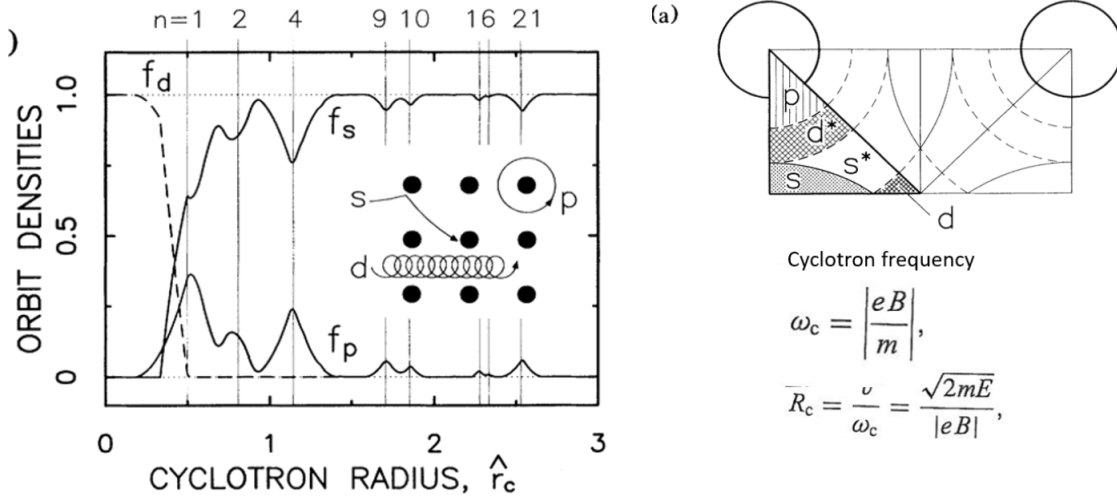 )
n=1 2 4 9 10 16 21
f_d
1.0
f_s
s
p
0.5
d
f_p
0
ORBIT DENSITIES
0 1 2 3
CYCLOTRON RADIUS, r̂_c
(a)
p
d*
s*
s
d
Cyclotron frequency
ω_c = |eB/m|,
R_c = υ/ω_c = √2mE/|eB|,